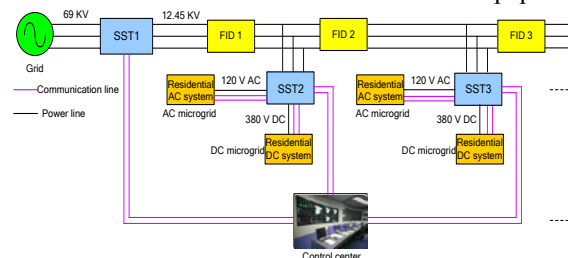 69 KV
12.45 KV
SST1
FID 1
FID 2
FID 3
Grid
Communication line
Power line
Residential
AC system
120 V AC
SST2
AC microgrid
380 V DC
DC microgrid
Residential
DC system
Residential
AC system
120 V AC
SST3
AC microgrid
380 V DC
DC microgrid
Residential
DC system
Control center